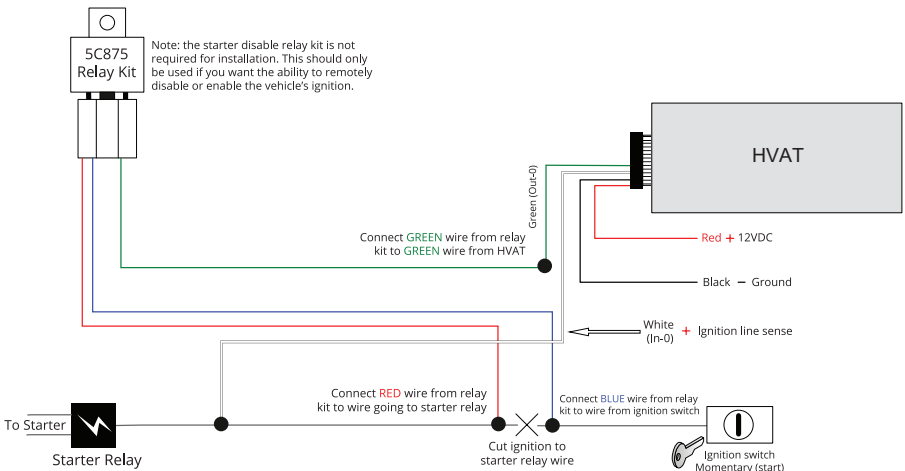 5C875
Relay Kit
Note: the starter disable relay kit is not
required for installation. This should only
be used if you want the ability to remotely
disable or enable the vehicle's ignition.
HVAT
Green (Out-0)
Connect GREEN wire from relay
kit to GREEN wire from HVAT
Red + 12VDC
Black – Ground
White
(In-0)
+ Ignition line sense
Connect RED wire from relay
kit to wire going to starter relay
Connect BLUE wire from relay
kit to wire from ignition switch
To Starter
Starter Relay
Cut ignition to
starter relay wire
Ignition switch
Momentary (start)